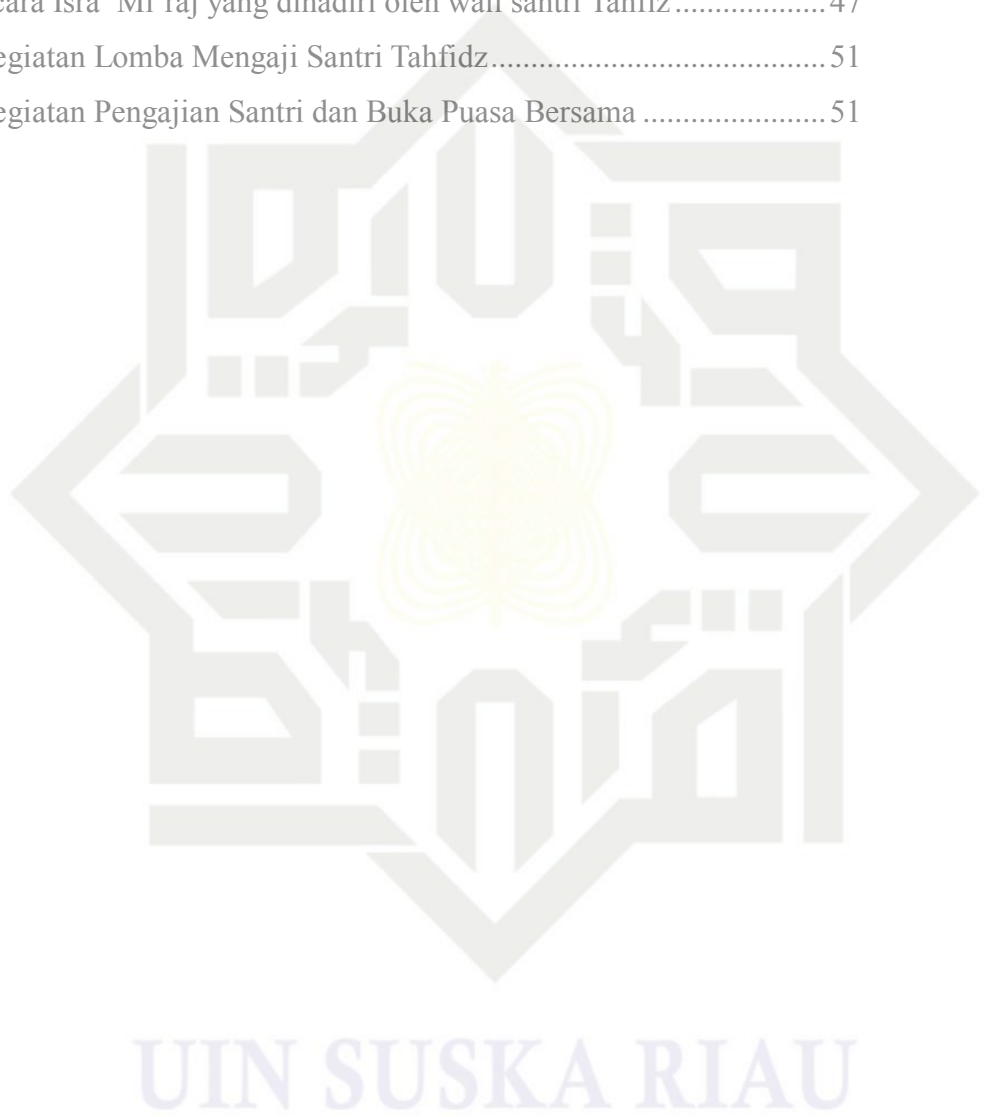 cara Isra' Mi'raj yang dihadiri oleh wali santri Tahfiz .................. 47
egiatan Lomba Mengaji Santri Tahfidz ....................................... 51
egiatan Pengajian Santri dan Buka Puasa Bersama ...................... 51
UIN SUSKA RIAU